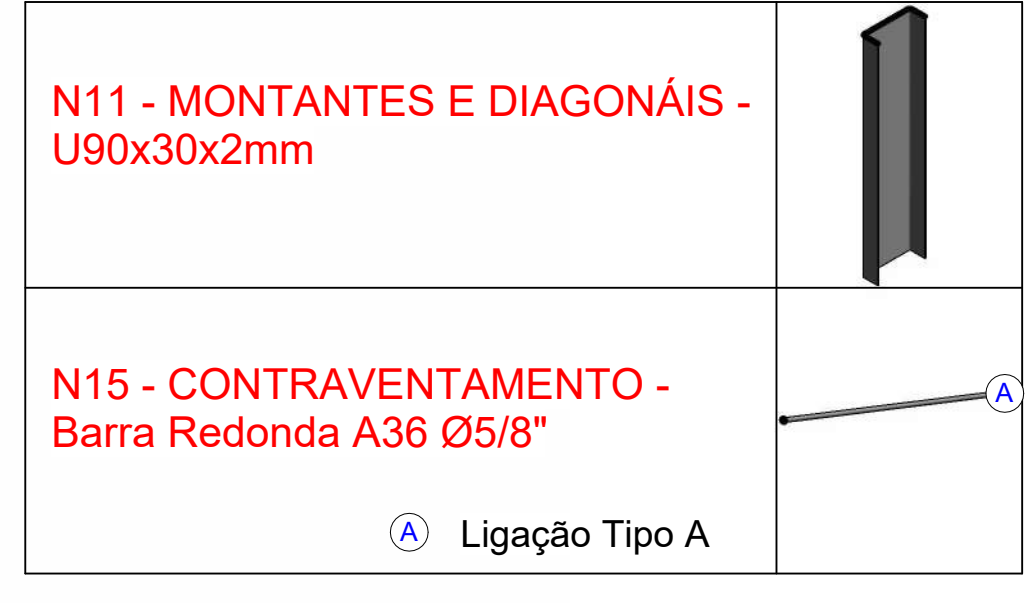 N11 - MONTANTES E DIAGONÁIS -
U90x30x2mm
N15 - CONTRAVENTAMENTO -
Barra Redonda A36 Ø5/8"
A
A Ligação Tipo A